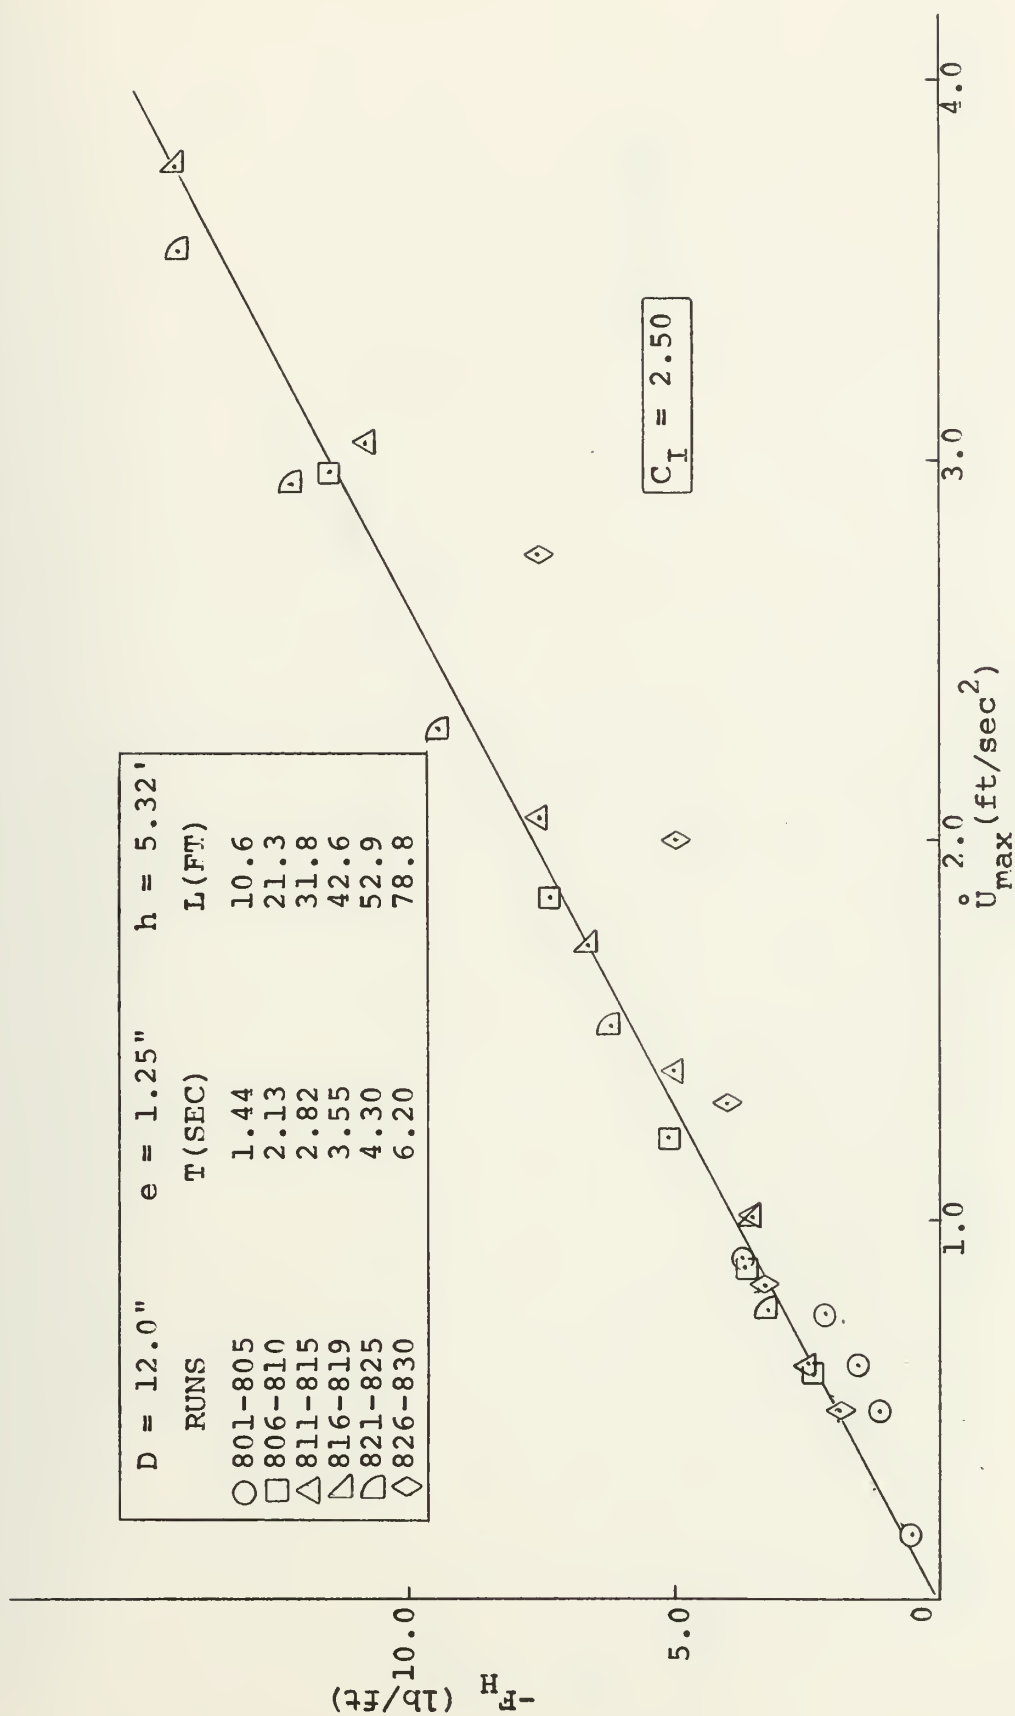 D = 12.0" e = 1.25" h = 5.32'
RUNS T(SEC) L(FT)
801-805 1.44 10.6
806-810 2.13 21.3
811-815 2.82 31.8
816-819 3.55 42.6
821-825 4.30 52.9
826-830 6.20 78.8
C_I = 2.50
-F_H
(lb/ft)
10.0
5.0
0
1.0
2.0
3.0
4.0
Ů_max (ft/sec²)